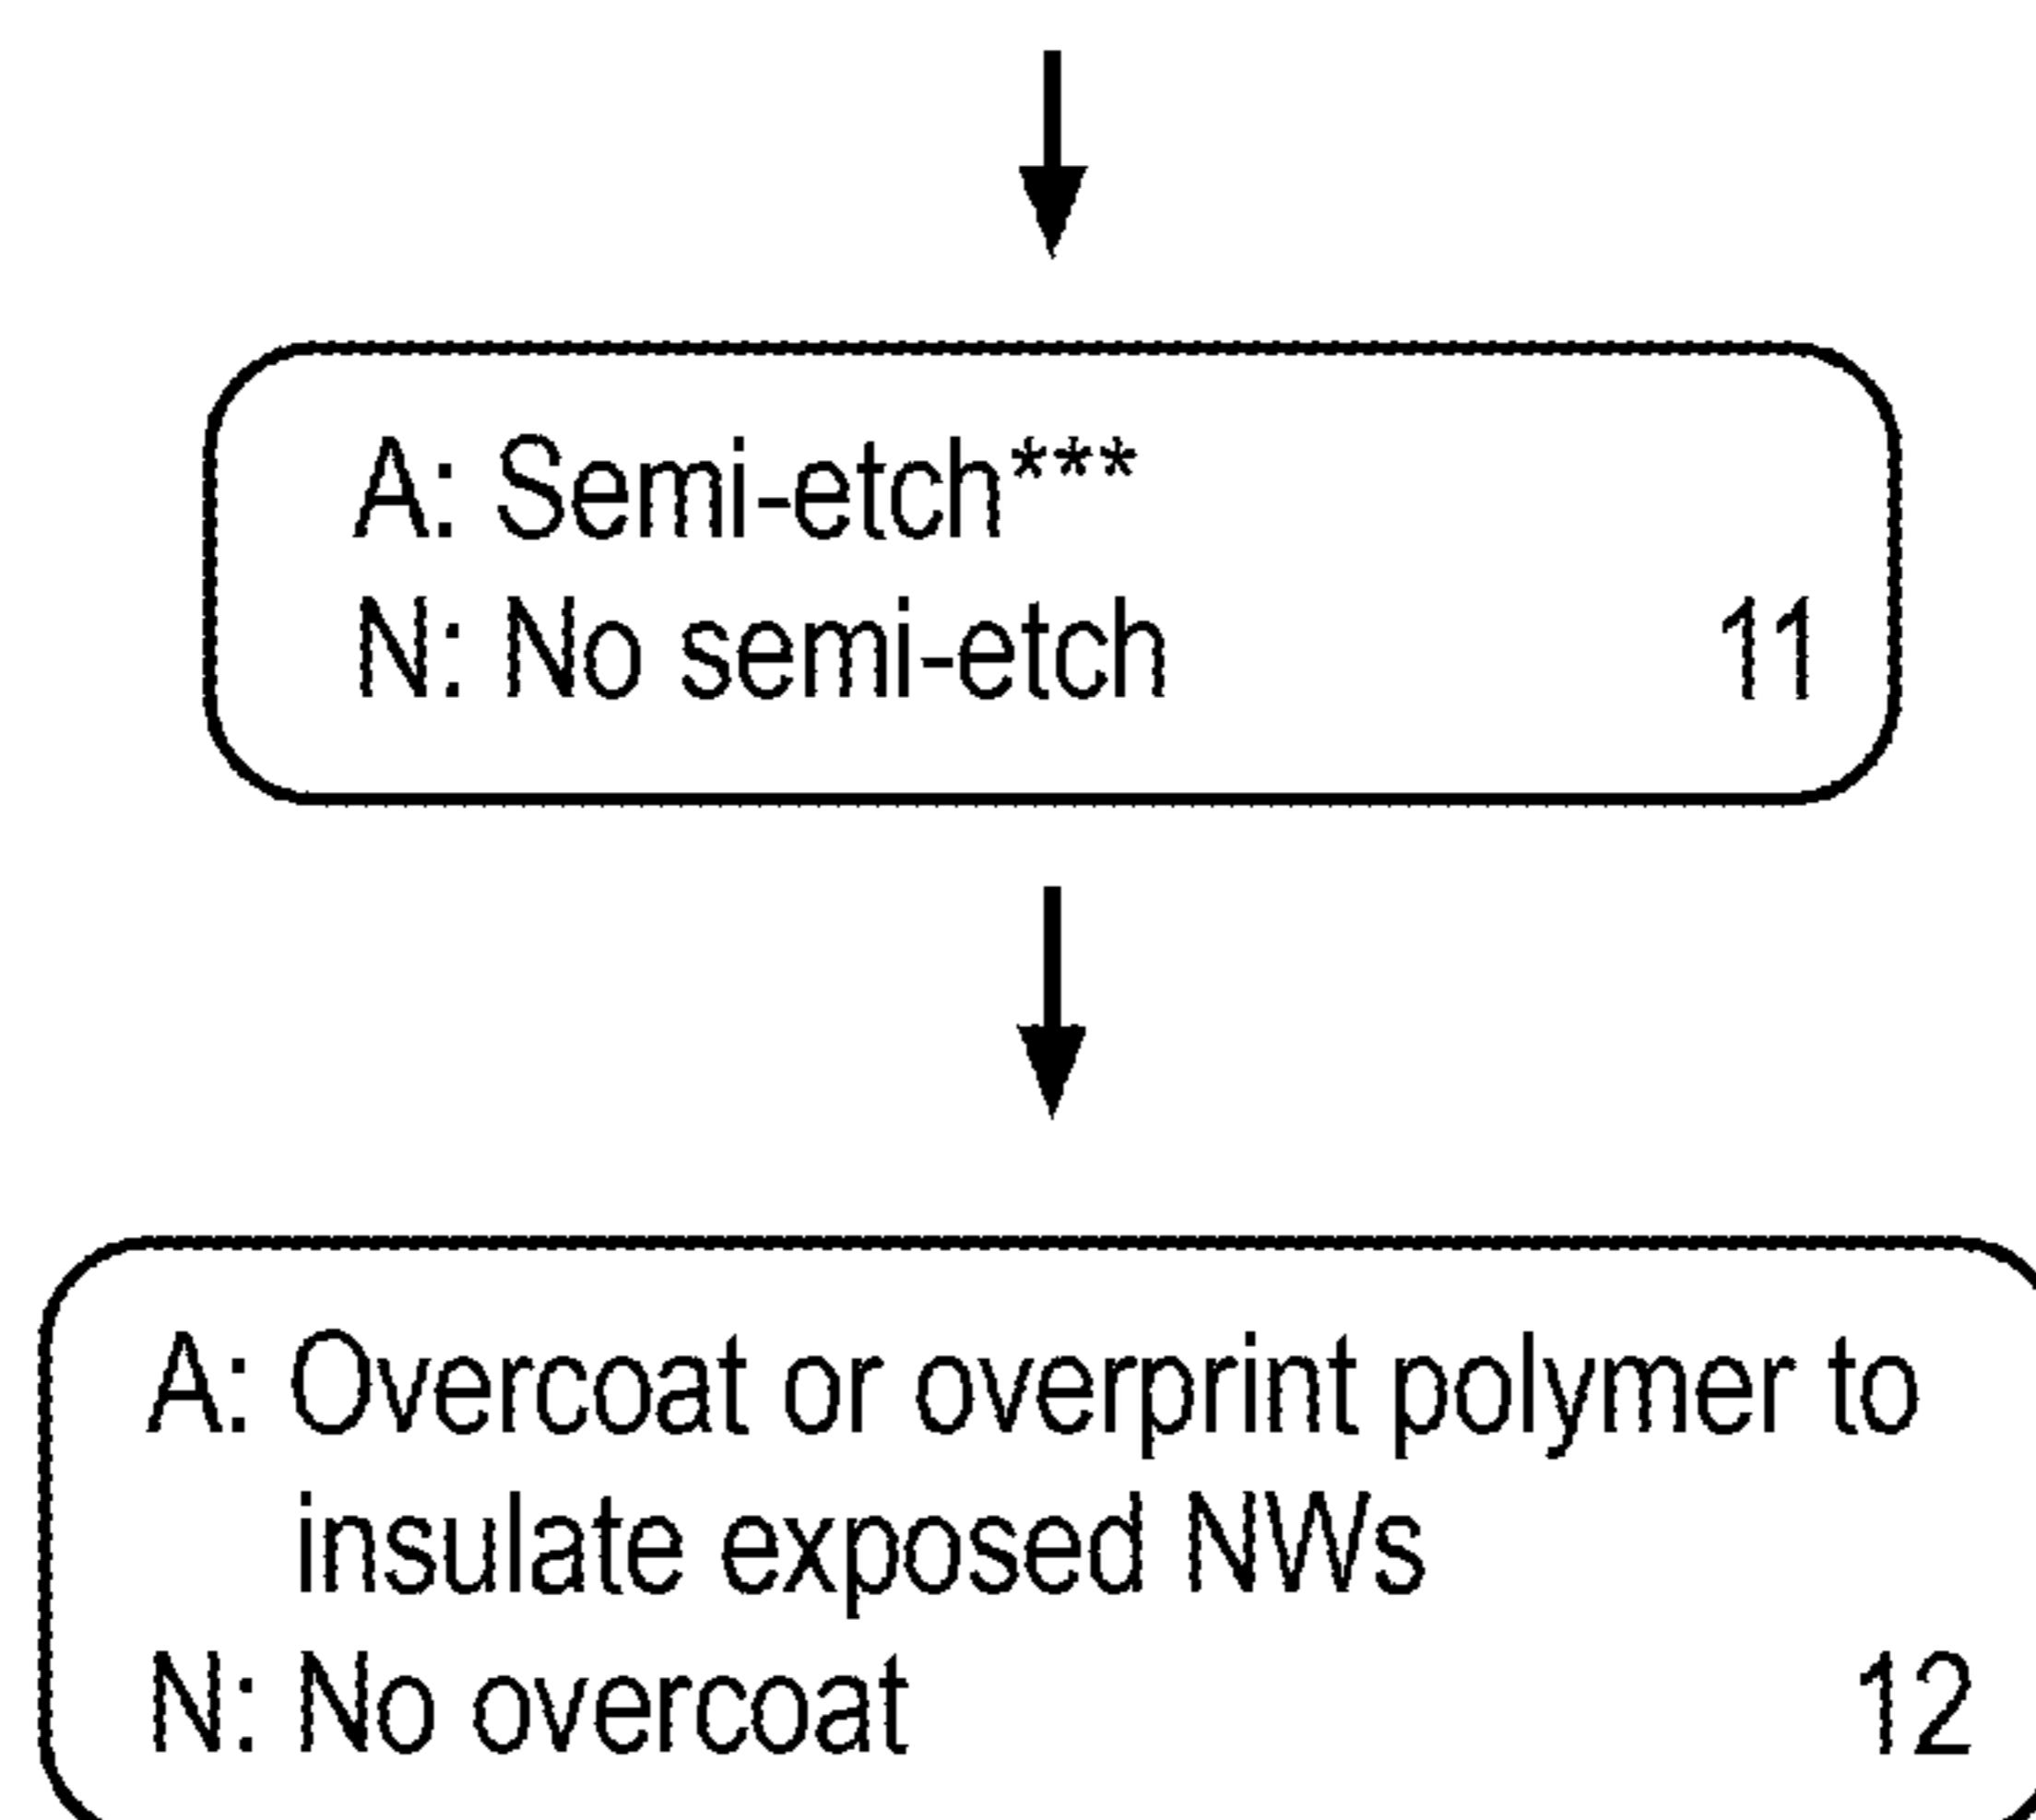 A: Semi-etch***
N: No semi-etch 11
A: Overcoat or overprint polymer to
insulate exposed NWs
N: No overcoat 12